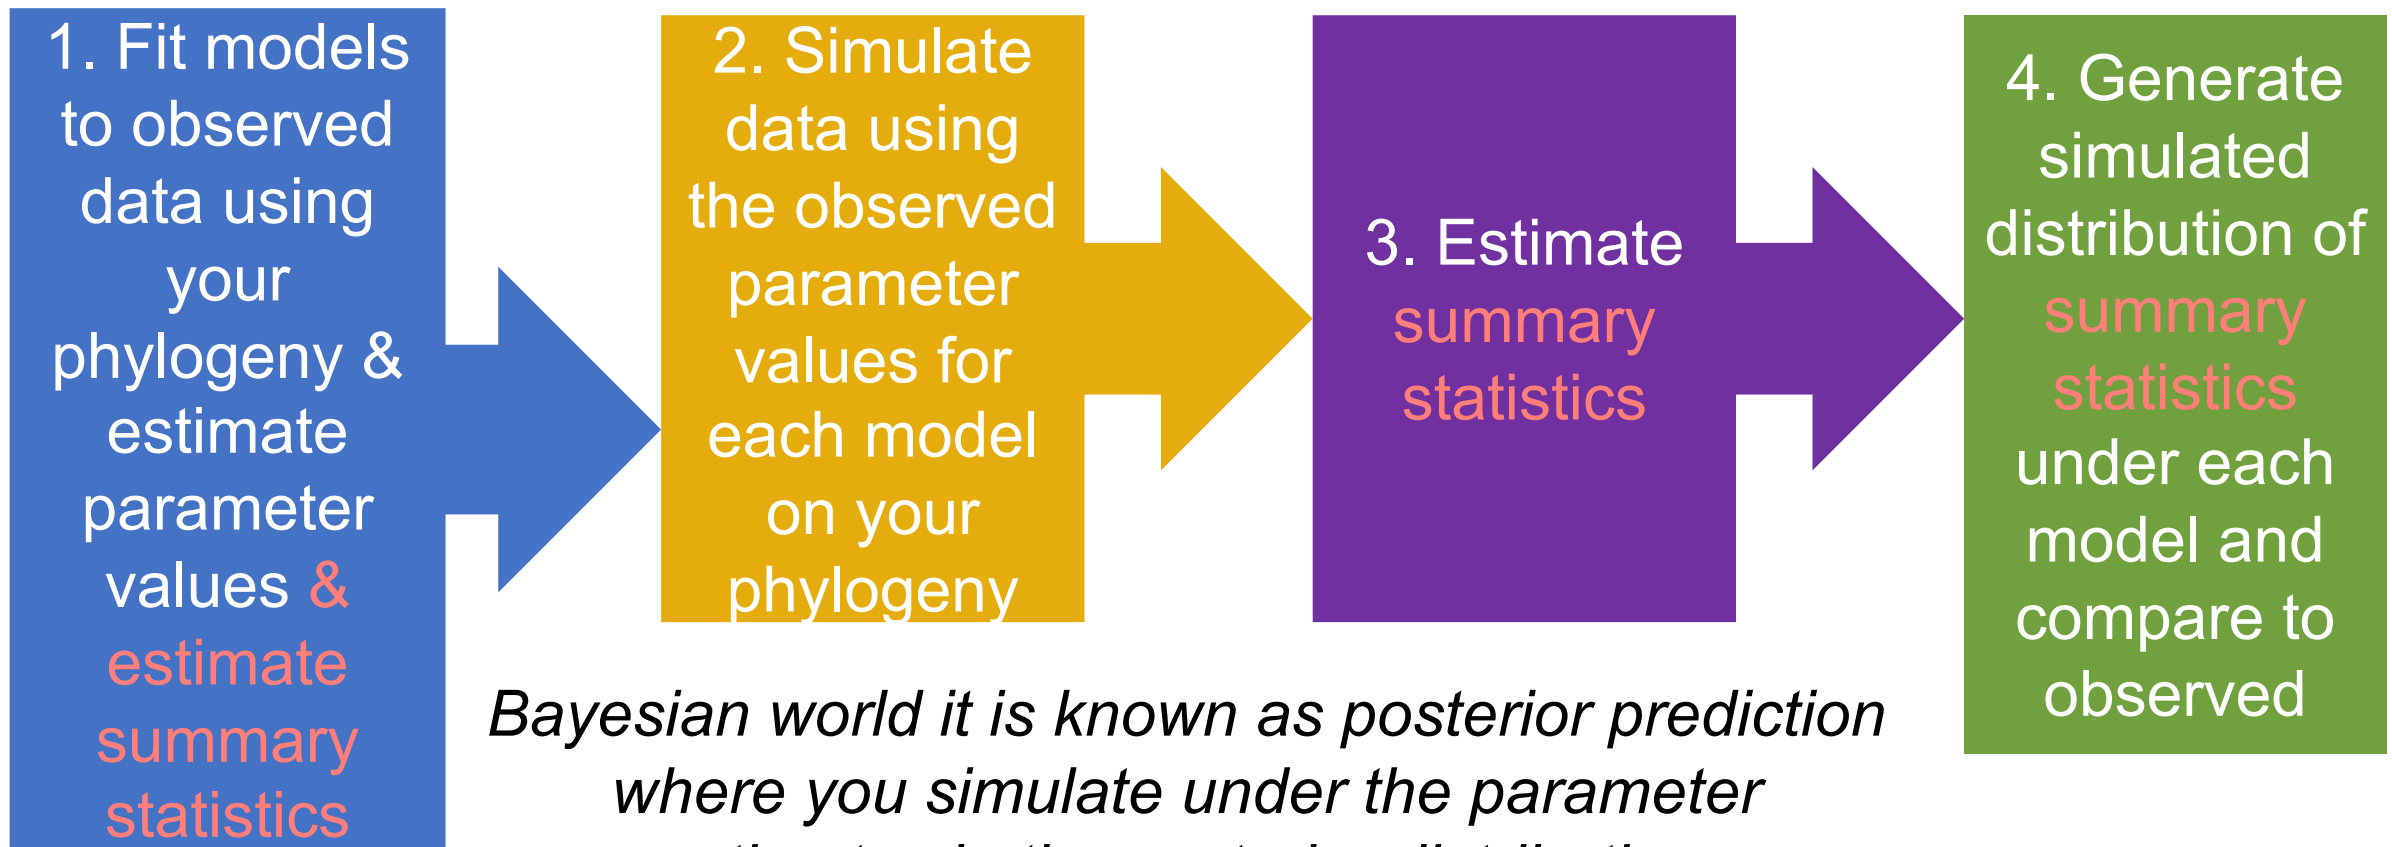 1. Fit models
to observed
data using
your
phylogeny &
estimate
parameter
values &
estimate
summary
statistics
2. Simulate
data using
the observed
parameter
values for
each model
on your
phylogeny
3. Estimate
summary
statistics
4. Generate
simulated
distribution of
summary
statistics
under each
model and
compare to
observed
Bayesian world it is known as posterior prediction
where you simulate under the parameter